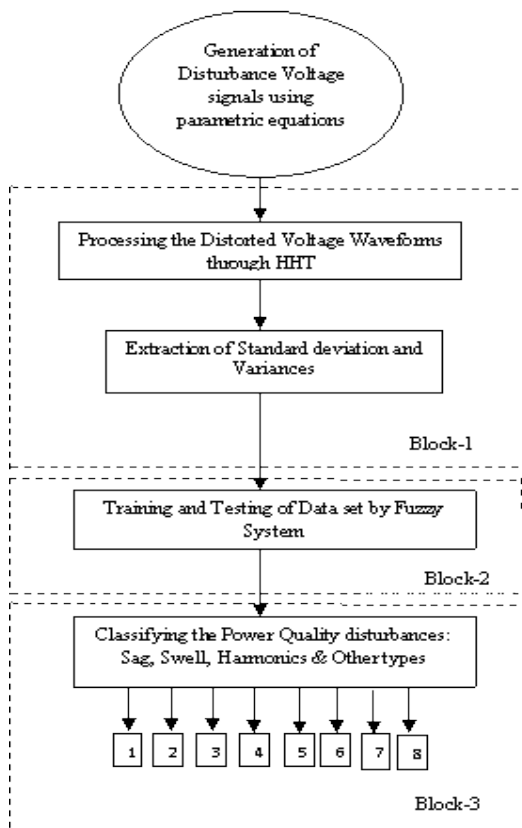 Generation of
Disturbance Voltage
signals using
parametric equations
Processing the Distorted Voltage Waveforms
through HHT
Extraction of Standard deviation and
Variances
Block-1
Training and Testing of Data set by Fuzzy
System
Block-2
Classifying the Power Quality disturbances:
Sag, Swell, Harmonics & Other types
1 2 3 4 5 6 7 8
Block-3